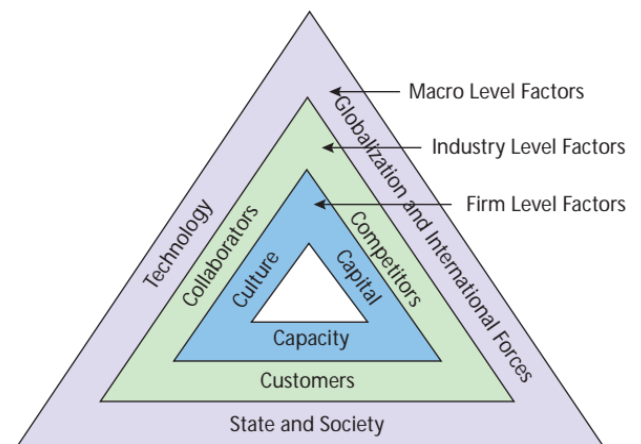 Macro Level Factors
Industry Level Factors
Firm Level Factors
Technology
Globalization and International Forces
Collaborators
Competitors
Culture
Capital
Capacity
Customers
State and Society